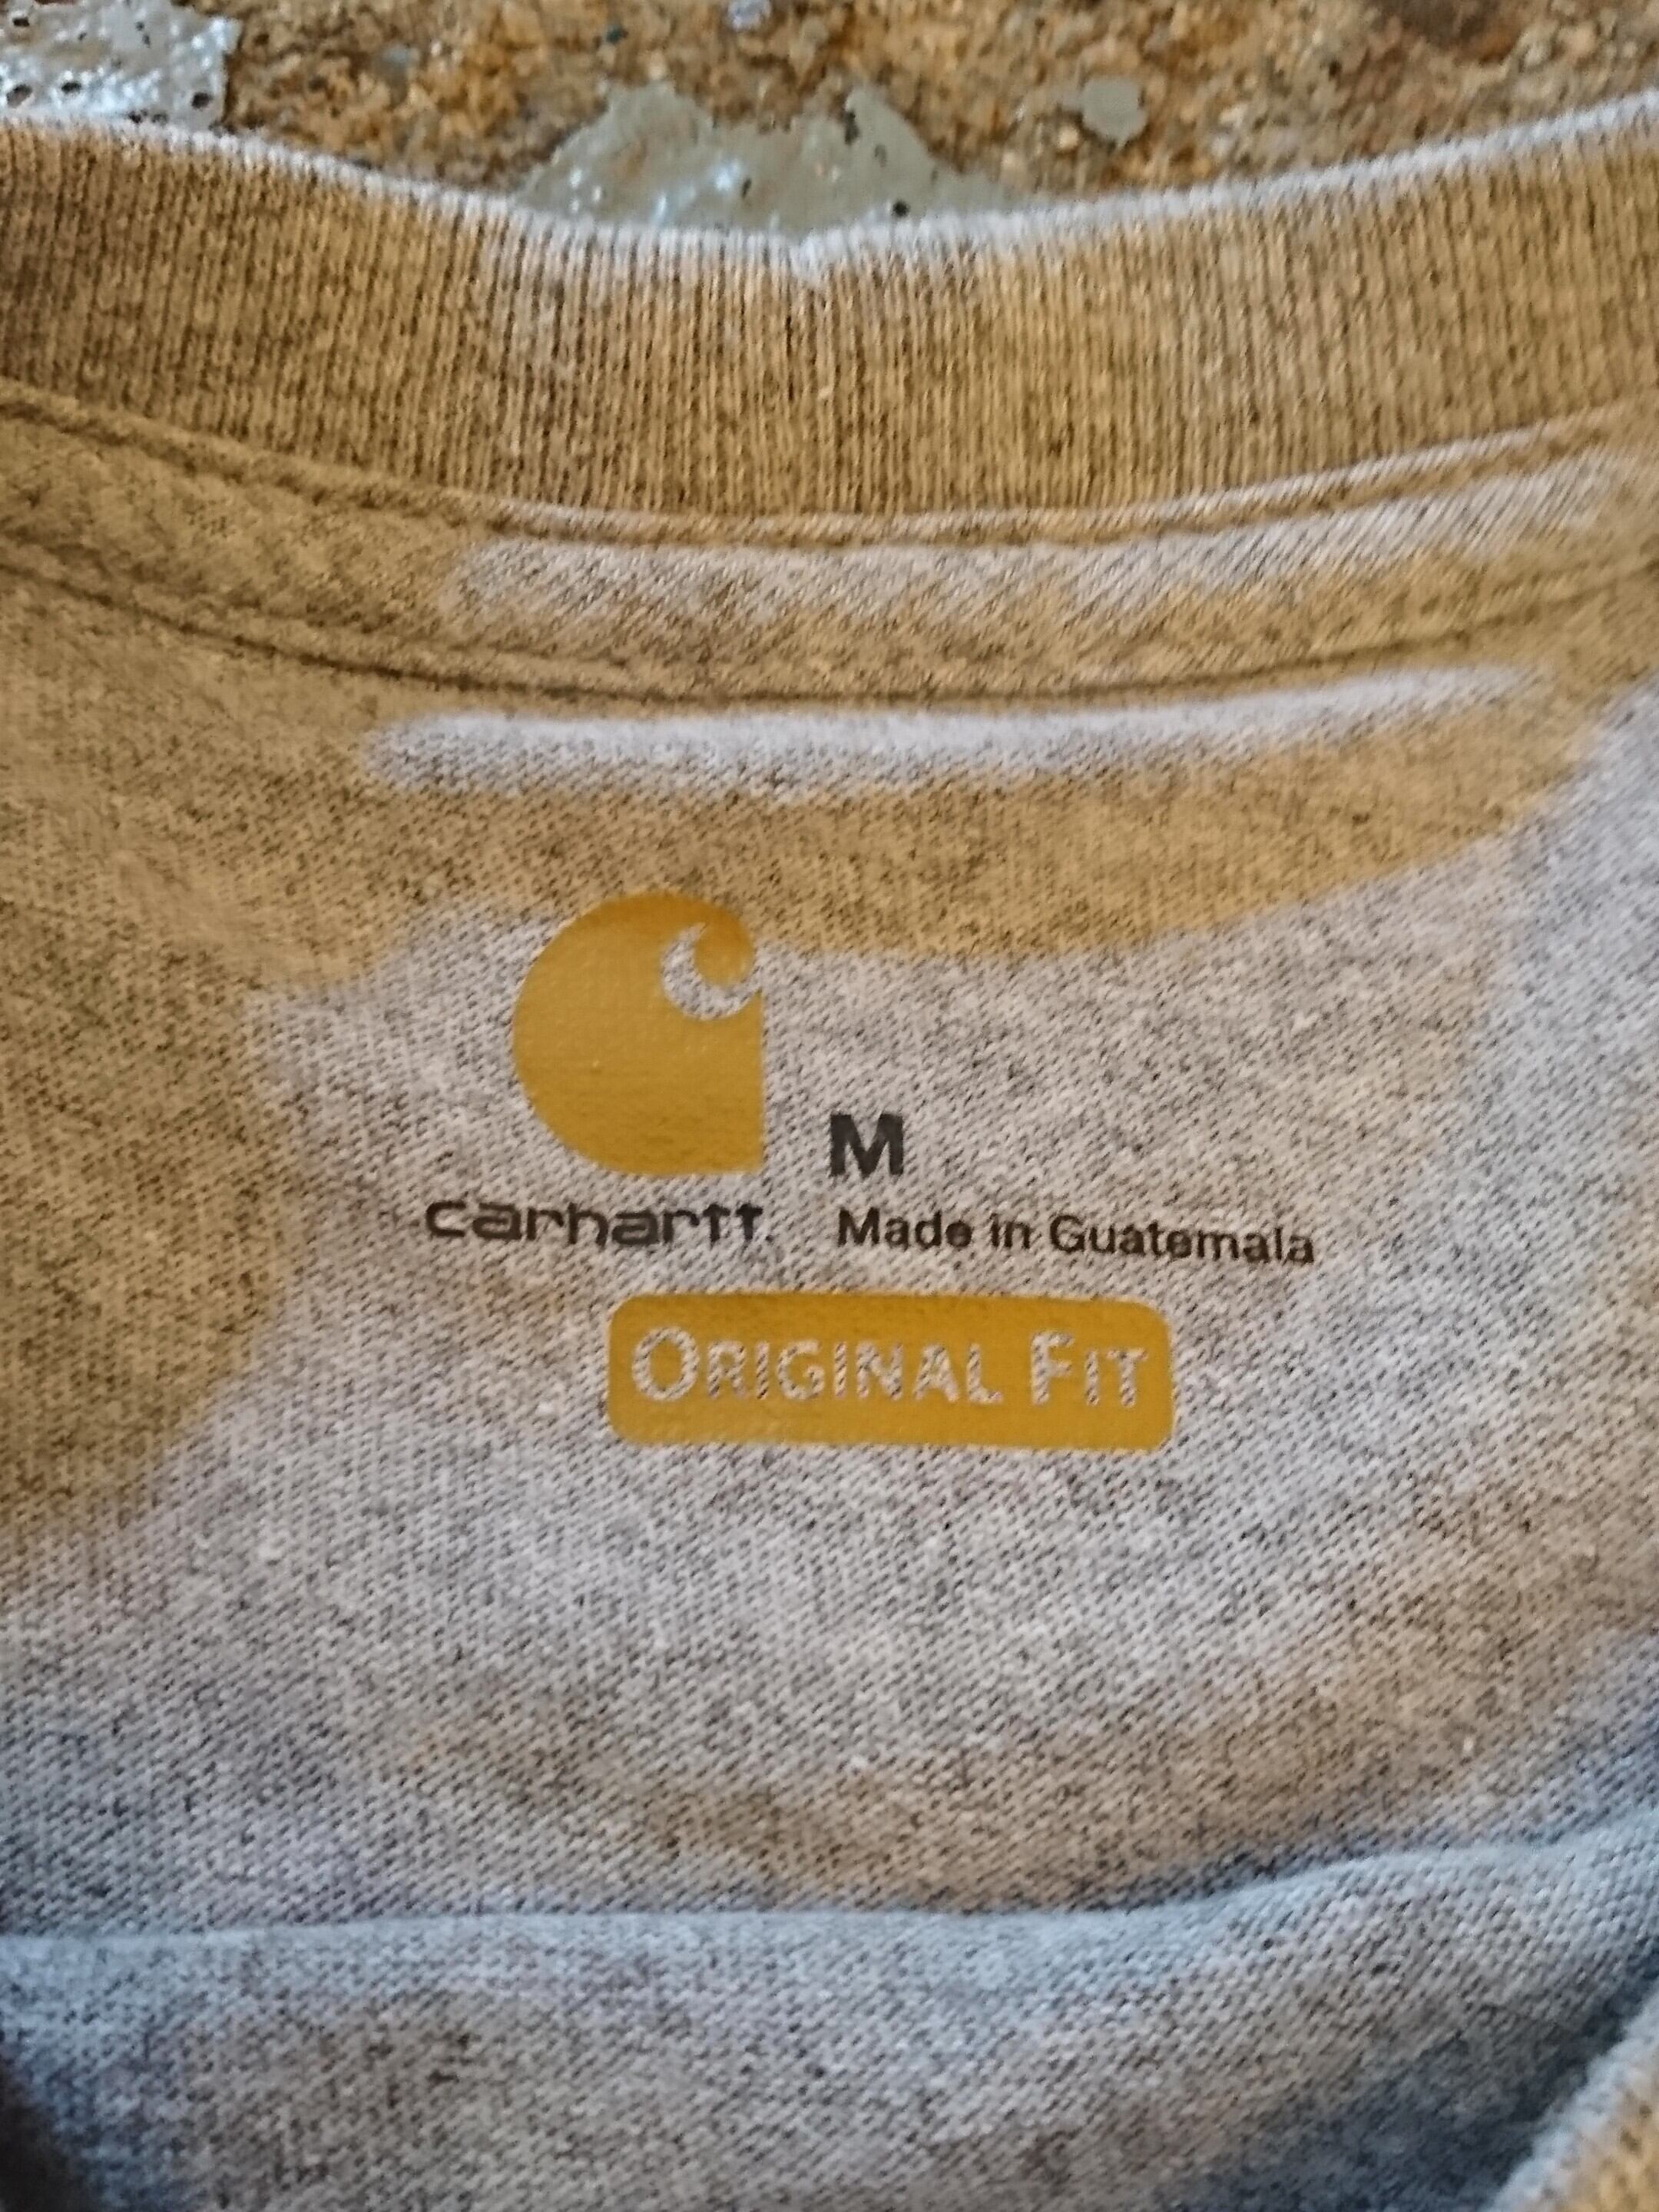 M
carhartt. Made in Guatemala
ORIGINAL FIT